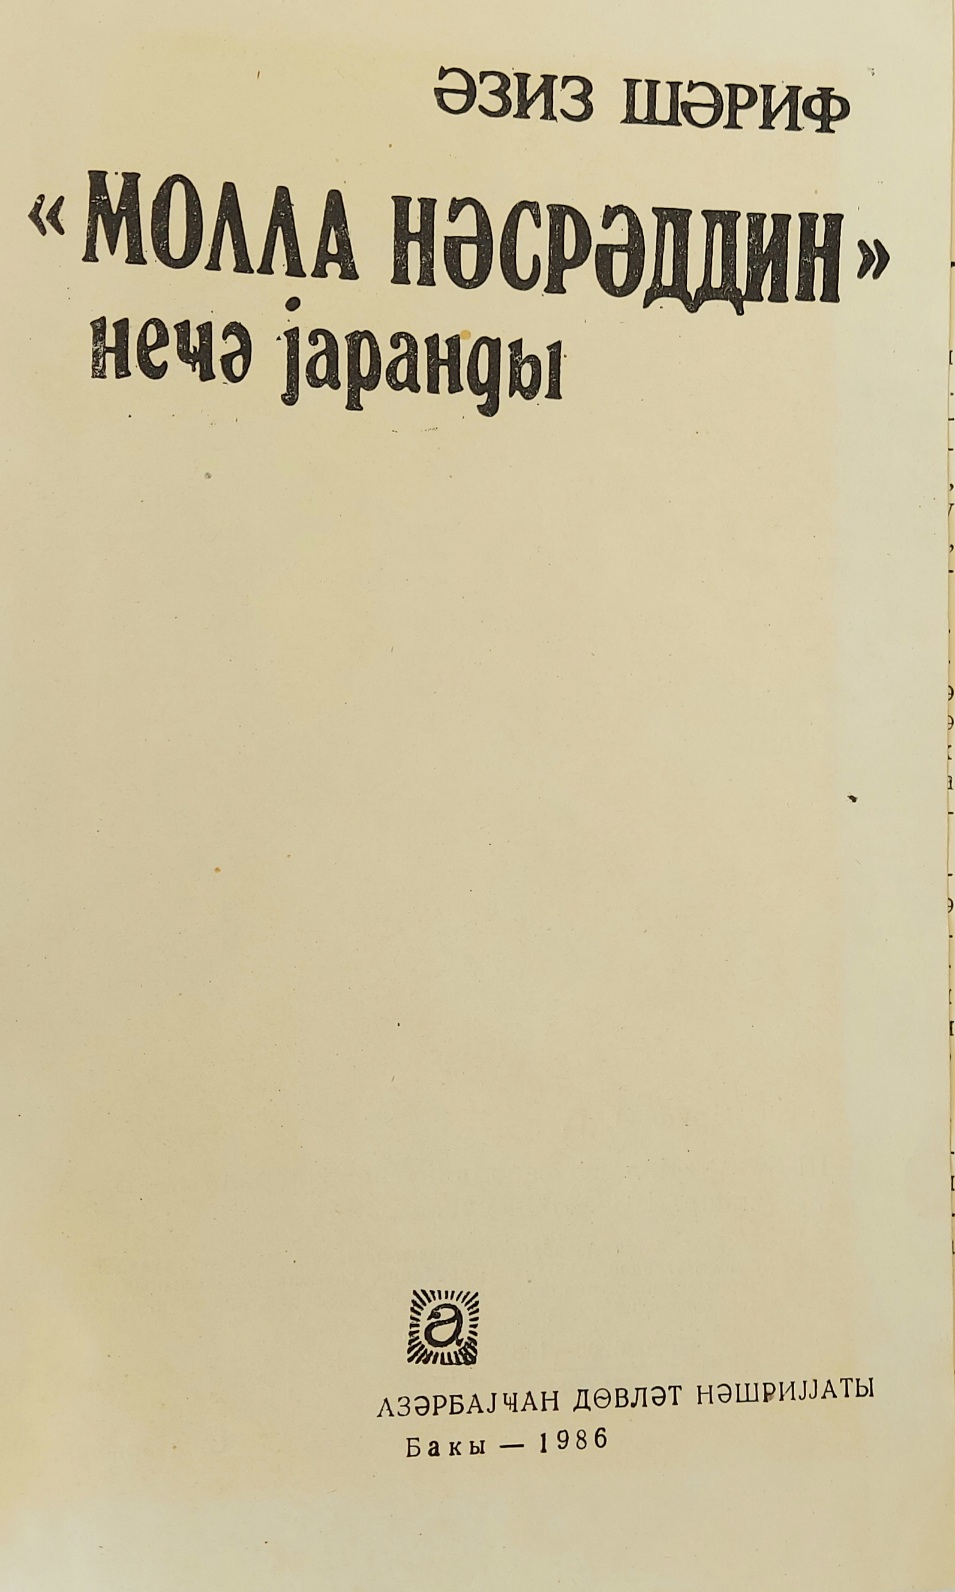 ӘЗИЗ ШӘРИФ
«МОЛЛА НӘСРӘДДИН»
нечә јаранды
Ә
АЗӘРБАЈҸАН ДӨВЛӘТ НӘШРИЈЈАТЫ
Бакы — 1986